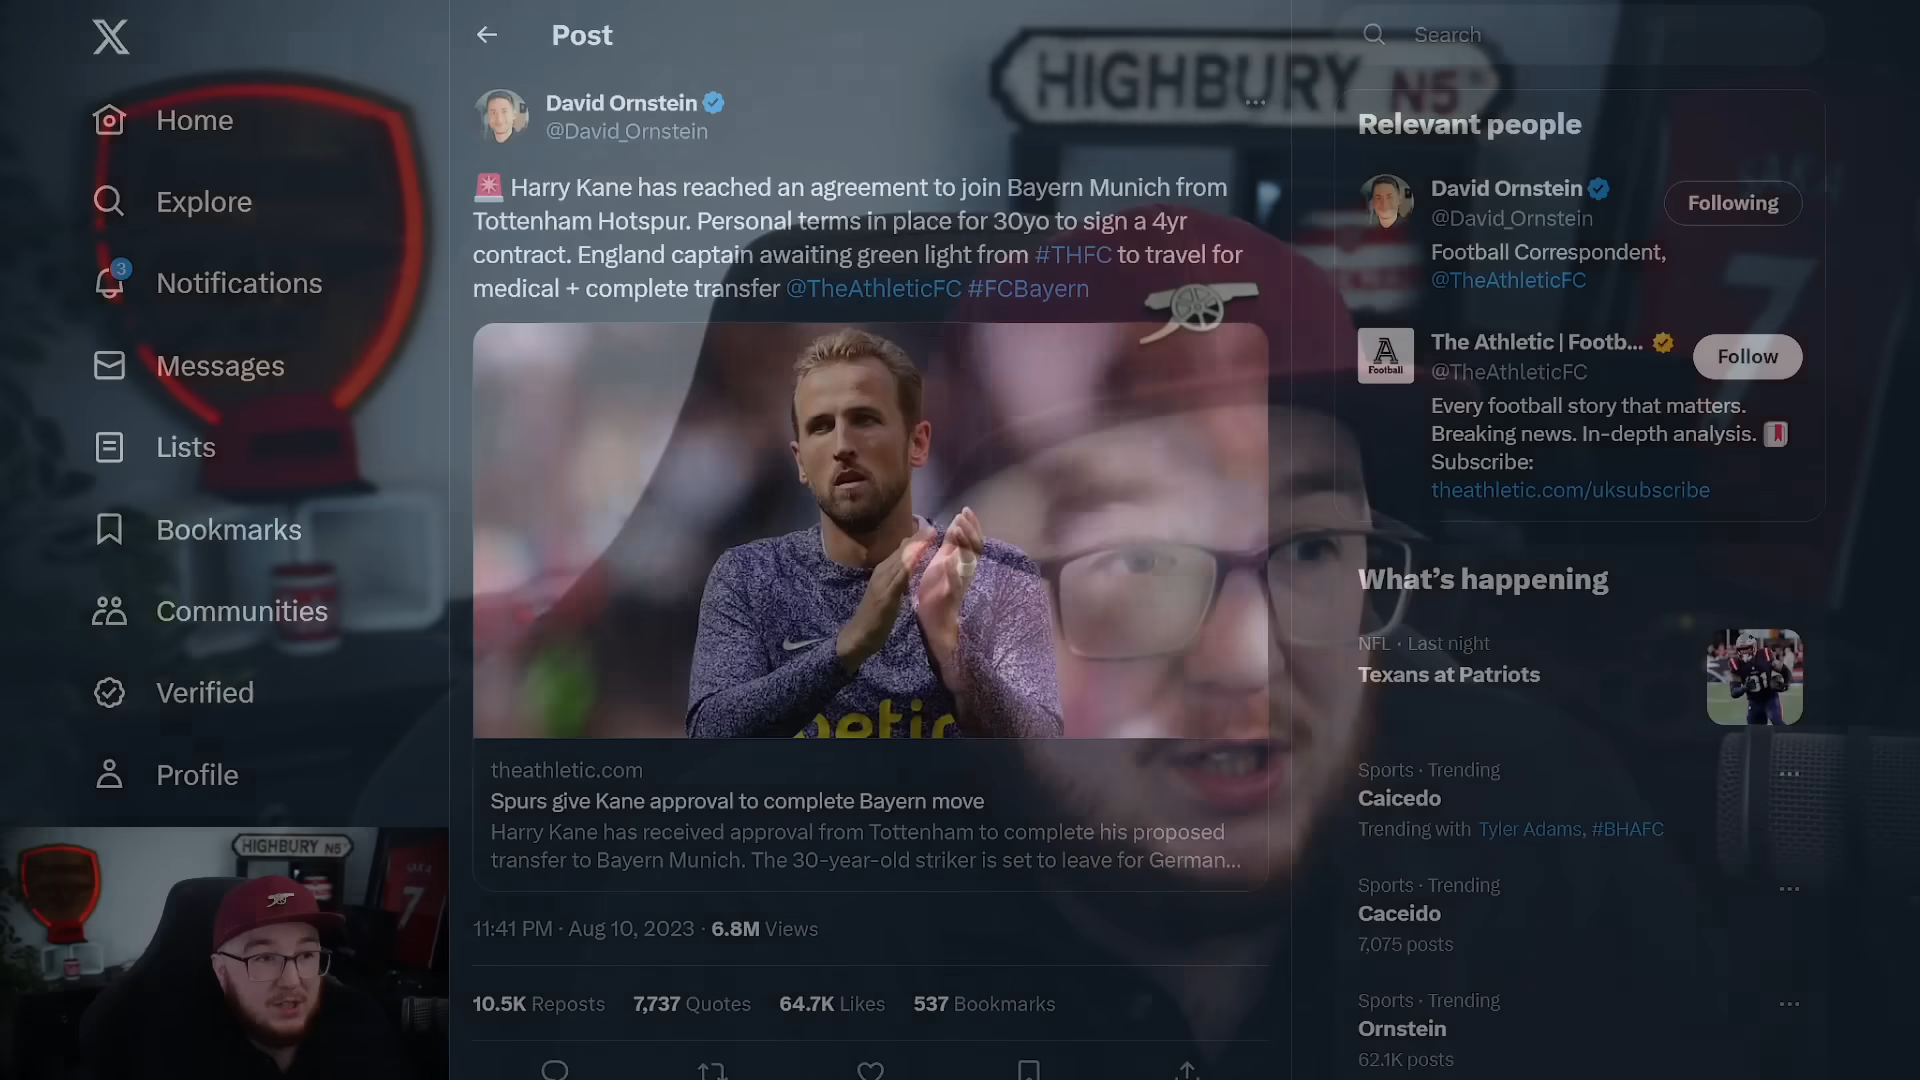 Home
Explore
3
Notifications
Messages
Lists
Bookmarks
Communities
Verified
Profile
HIGHBURY N5
7
Post
David Ornstein
@David_Ornstein
Harry Kane has reached an agreement to join Bayern Munich from
Tottenham Hotspur. Personal terms in place for 30yo to sign a 4yr
contract. England captain awaiting green light from #THFC to travel for
medical + complete transfer @TheAthleticFC #FCBayern
theathletic.com
Spurs give Kane approval to complete Bayern move
Harry Kane has received approval from Tottenham to complete his proposed
transfer to Bayern Munich. The 30-year-old striker is set to leave for German...
11:41 PM · Aug 10, 2023 · 6.8M Views
10.5K Reposts 7,737 Quotes 64.7K Likes 537 Bookmarks
HIGHBURY N5
7
Search
Relevant people
David Ornstein
@David_Ornstein
Following
Football Correspondent,
@TheAthleticFC
A
Football
The Athletic | Footb...
@TheAthleticFC
Follow
Every football story that matters.
Breaking news. In-depth analysis.
Subscribe:
theathletic.com/uksubscribe
What's happening
NFL · Last night
Texans at Patriots
Sports · Trending
Caicedo
Trending with Tyler Adams, #BHAFC
Sports · Trending
Caceido
7,075 posts
Sports · Trending
Ornstein
62.1K posts